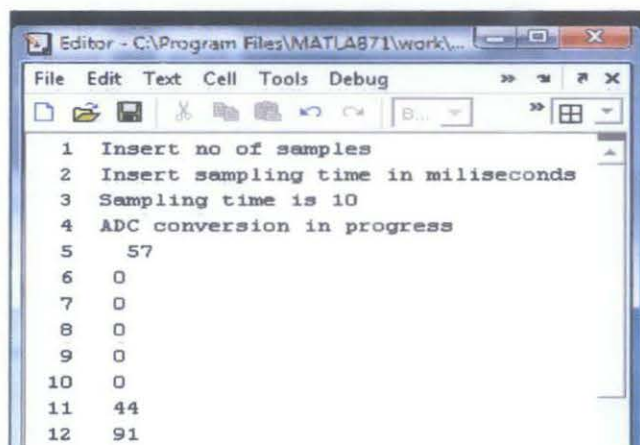 Editor - C:\Program Files\MATLAB71\work\...
File Edit Text Cell Tools Debug
B...
1 Insert no of samples
2 Insert sampling time in miliseconds
3 Sampling time is 10
4 ADC conversion in progress
5 57
6 0
7 0
8 0
9 0
10 0
11 44
12 91